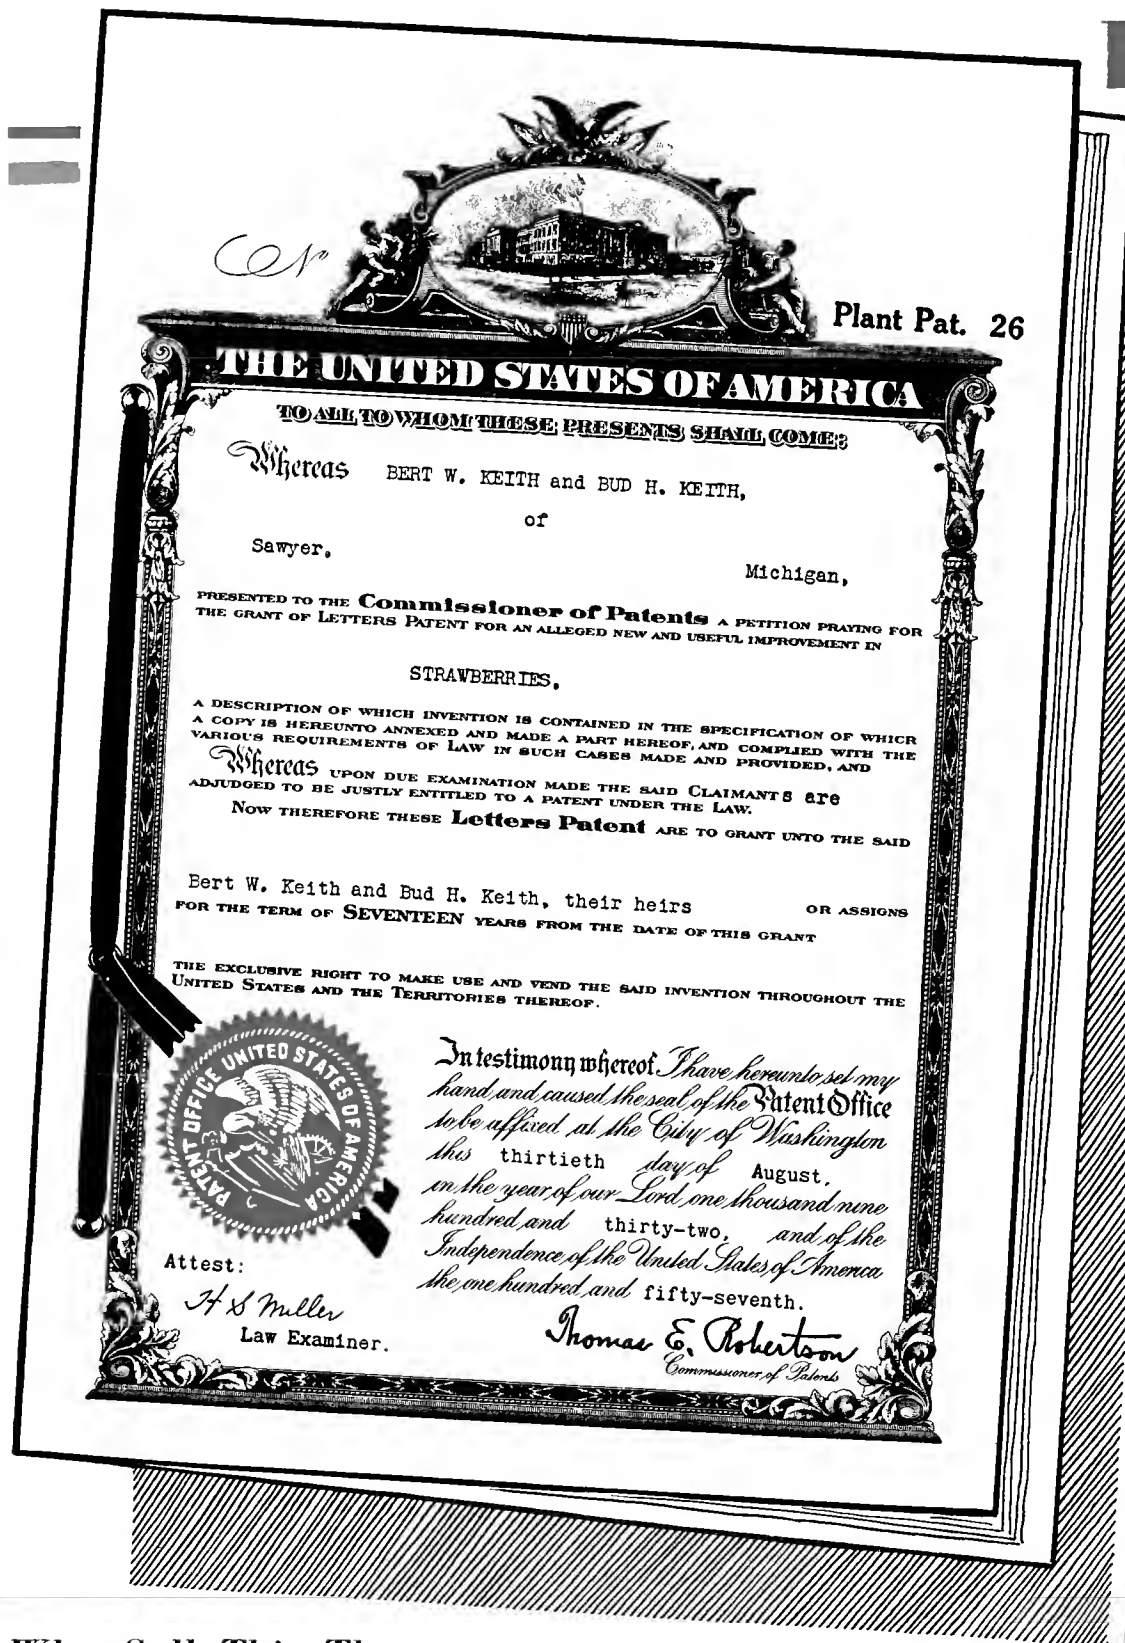 Plant Pat. 26
THE UNITED STATES OF AMERICA
TO ALL TO WHOM THESE PRESENTS SHALL COME:
Whereas BERT W. KEITH and BUD H. KEITH,
of
Sawyer,
Michigan,
PRESENTED TO THE Commissioner of Patents A PETITION PRAYING FOR
THE GRANT OF LETTERS PATENT FOR AN ALLEGED NEW AND USEFUL IMPROVEMENT IN
STRAWBERRIES,
A DESCRIPTION OF WHICH INVENTION IS CONTAINED IN THE SPECIFICATION OF WHICH
A COPY IS HEREUNTO ANNEXED AND MADE A PART HEREOF, AND COMPLIED WITH THE
VARIOUS REQUIREMENTS OF LAW IN SUCH CASES MADE AND PROVIDED, AND
Whereas UPON DUE EXAMINATION MADE THE SAID CLAIMANTS are
ADJUDGED TO BE JUSTLY ENTITLED TO A PATENT UNDER THE LAW.
NOW THEREFORE THESE Letters Patent ARE TO GRANT UNTO THE SAID
Bert W. Keith and Bud H. Keith, their heirs OR ASSIGNS
FOR THE TERM OF SEVENTEEN YEARS FROM THE DATE OF THIS GRANT
THE EXCLUSIVE RIGHT TO MAKE USE AND VEND THE SAID INVENTION THROUGHOUT THE
UNITED STATES AND THE TERRITORIES THEREOF.
In testimony whereof I have hereunto set my
hand and caused the seal of the Patent Office
to be affixed at the City of Washington
this thirtieth day of August,
in the year of our Lord one thousand nine
hundred and thirty-two, and of the
Independence of the United States of America
the one hundred and fifty-seventh.
PATENT OFFICE UNITED STATES OF AMERICA
Attest:
H S Miller
Law Examiner.
Thomas E. Robertson
Commissioner of Patents